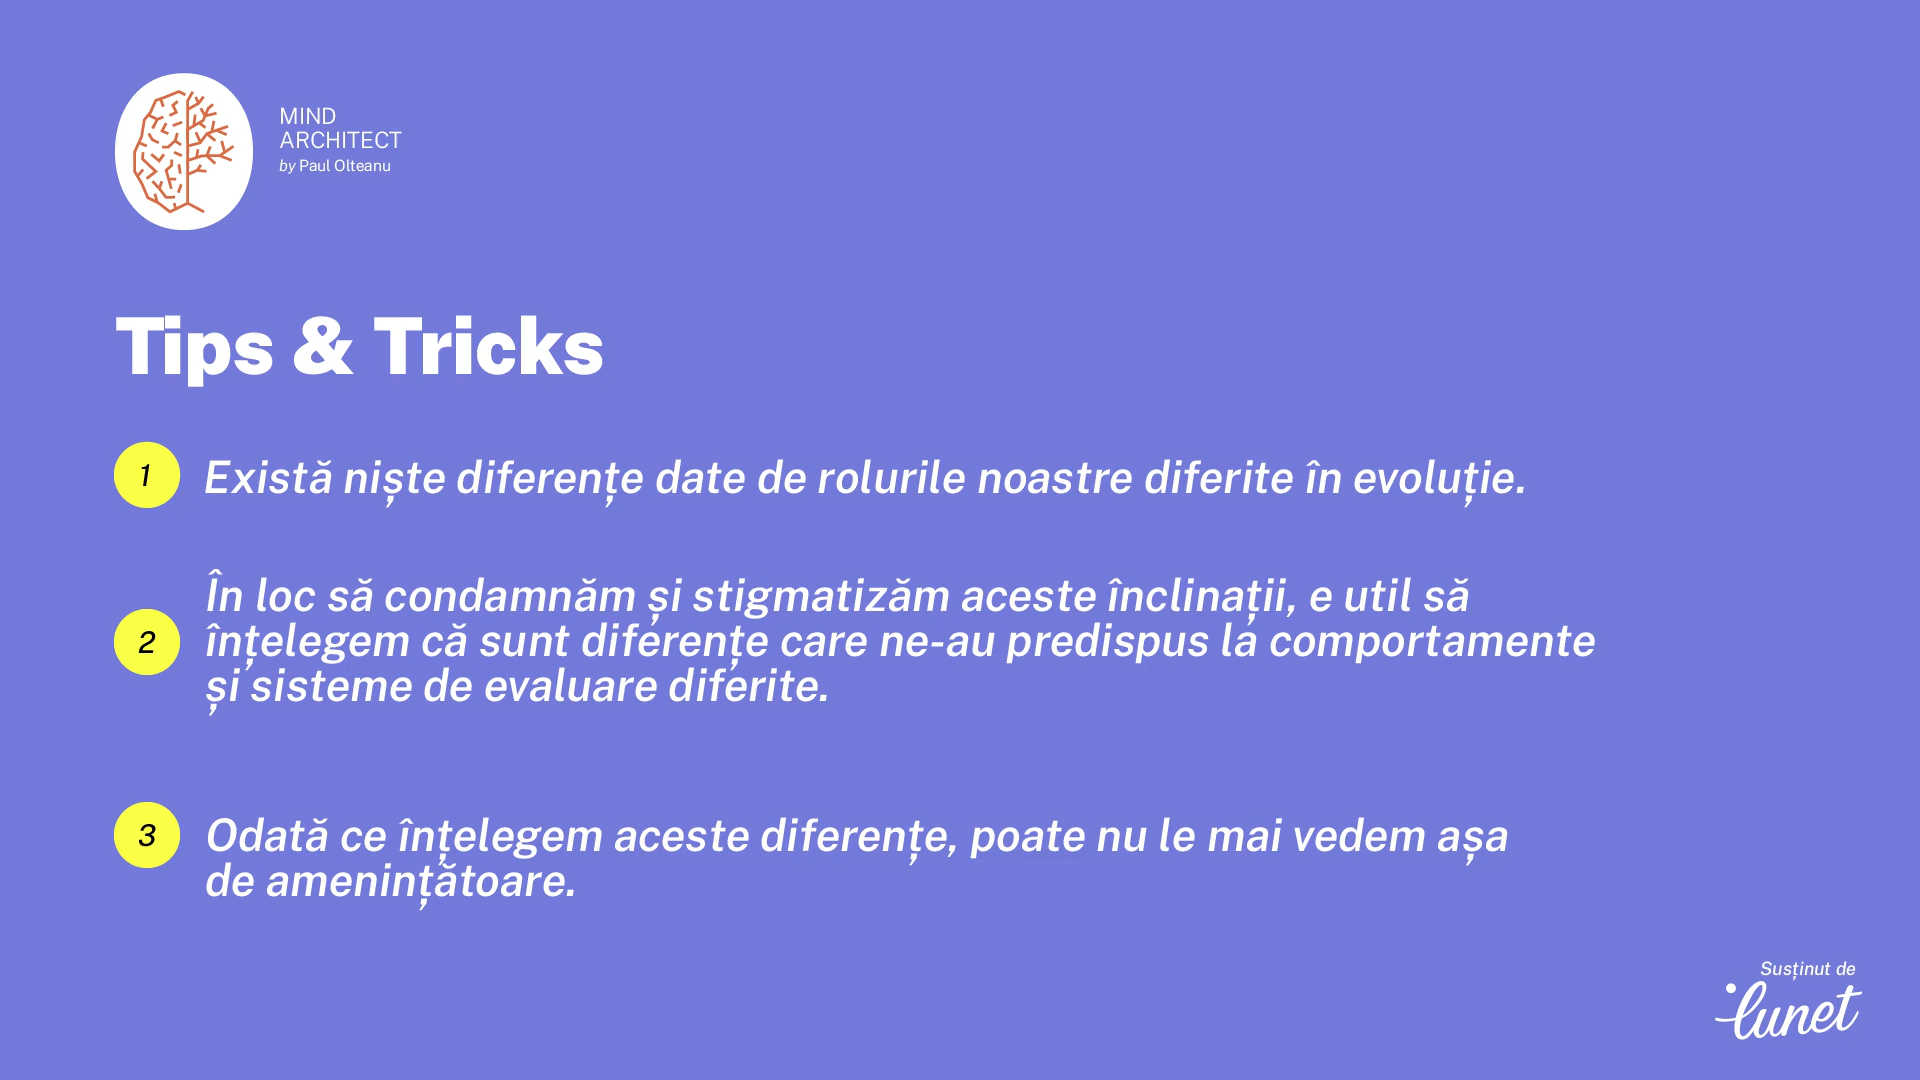 MIND
ARCHITECT
by Paul Olteanu
Tips & Tricks
1 Există niște diferențe date de rolurile noastre diferite în evoluție.
În loc să condamnăm și stigmatizăm aceste înclinații, e util să
2 înțelegem că sunt diferențe care ne-au predispus la comportamente
și sisteme de evaluare diferite.
3 Odată ce înțelegem aceste diferențe, poate nu le mai vedem așa
de amenințătoare.
Susținut de
lunet